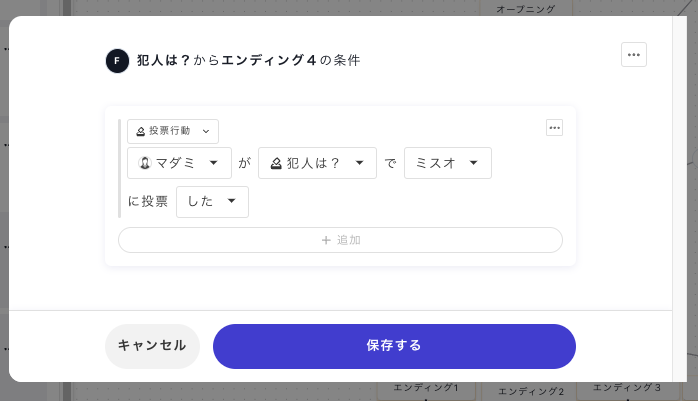 オープニング
F 犯人は？からエンディング４の条件
投票行動
マダミ が 犯人は？ で ミスオ
に投票 した
＋ 追加
キャンセル 保存する
エンディング1 エンディング2 エンディング３